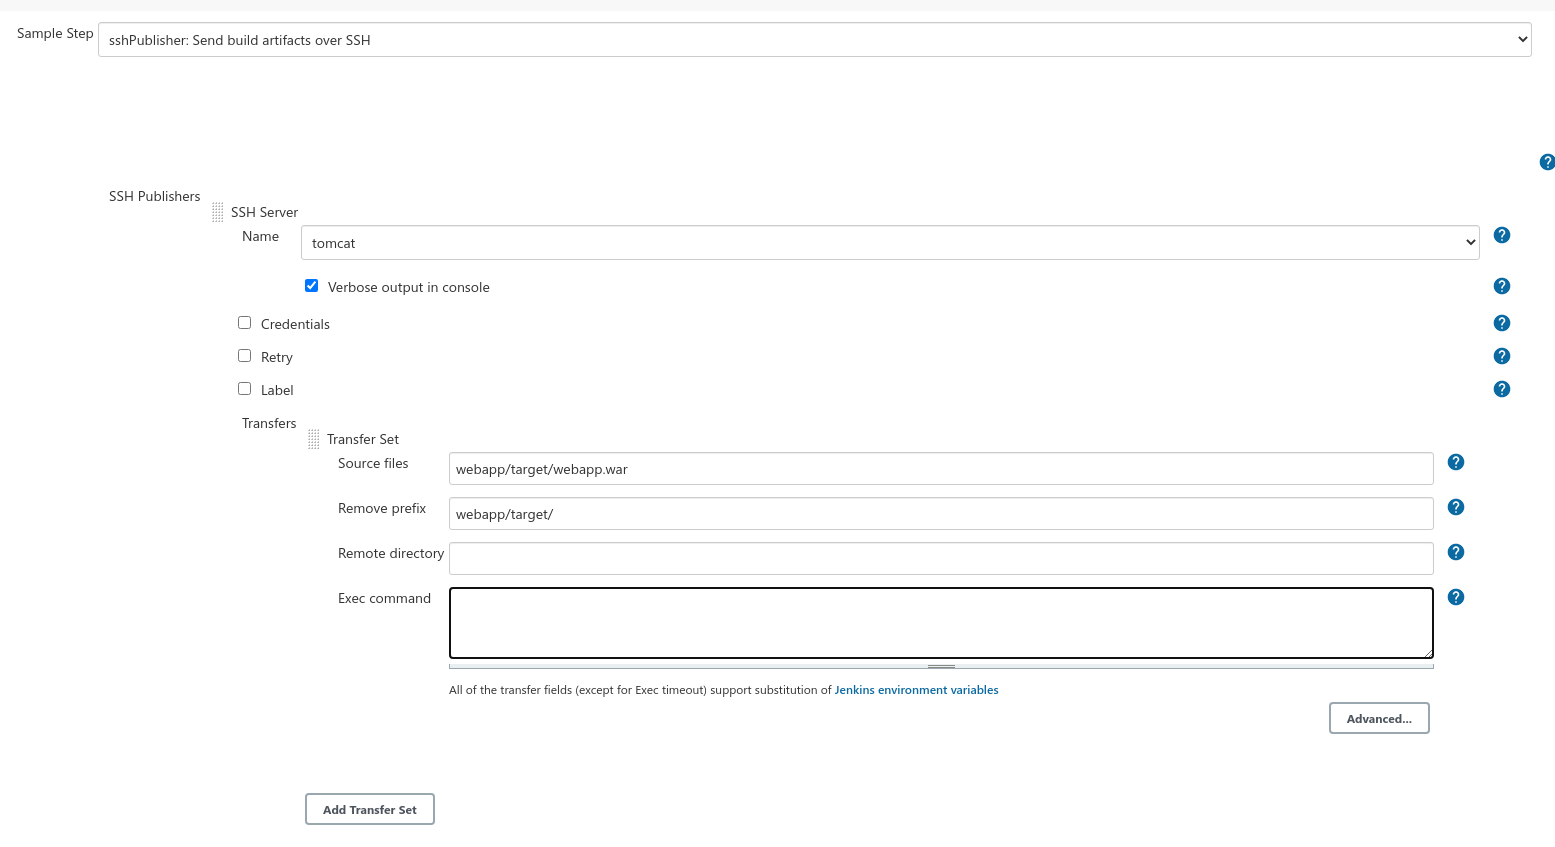 Sample Step
sshPublisher: Send build artifacts over SSH
SSH Publishers
SSH Server
Name
tomcat
Verbose output in console
Credentials
Retry
Label
Transfers
Transfer Set
Source files
webapp/target/webapp.war
Remove prefix
webapp/target/
Remote directory
Exec command
All of the transfer fields (except for Exec timeout) support substitution of Jenkins environment variables
Advanced...
Add Transfer Set